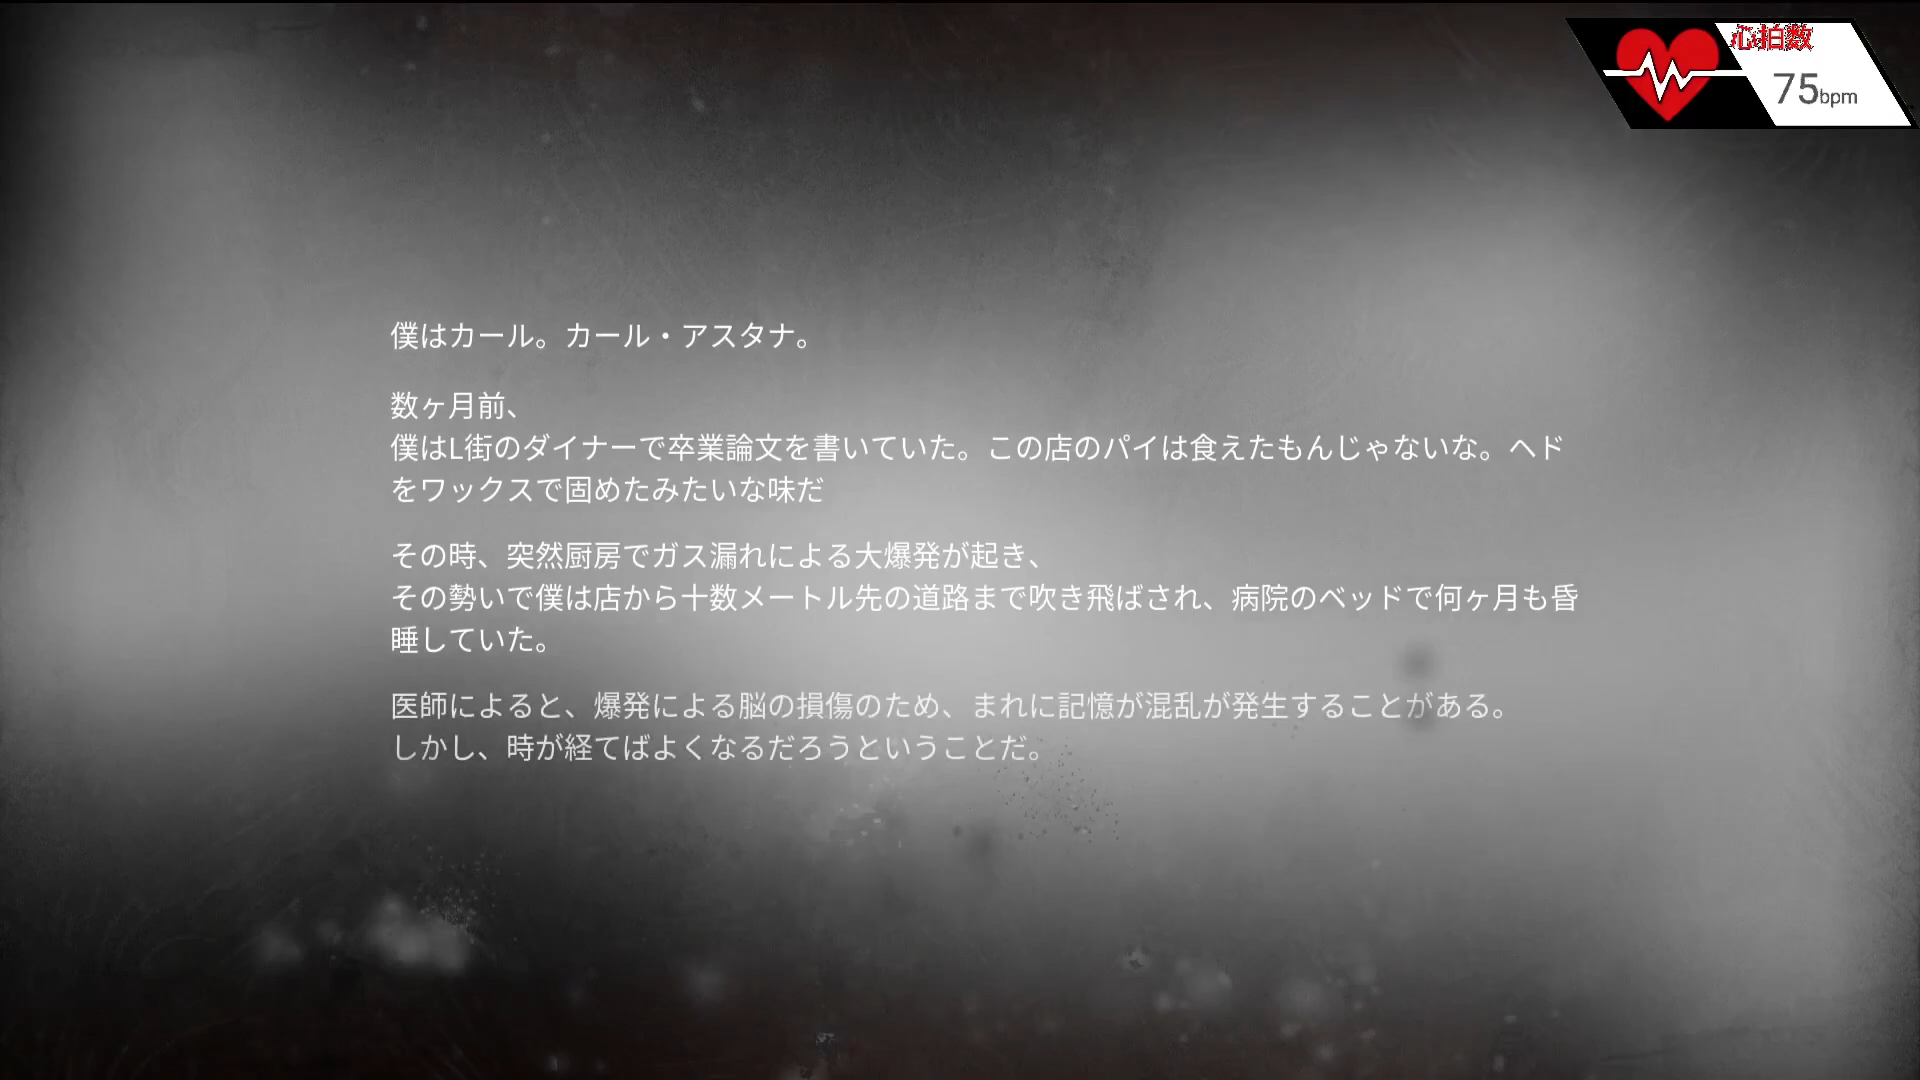 心拍数
75bpm
僕はカール。カール・アスタナ。
数ヶ月前、
僕はL街のダイナーで卒業論文を書いていた。この店のパイは食えたもんじゃないな。ヘド
をワックスで固めたみたいな味だ
その時、突然厨房でガス漏れによる大爆発が起き、
その勢いで僕は店から十数メートル先の道路まで吹き飛ばされ、病院のベッドで何ヶ月も昏
睡していた。
医師によると、爆発による脳の損傷のため、まれに記憶が混乱が発生することがある。
しかし、時が経てばよくなるだろうということだ。